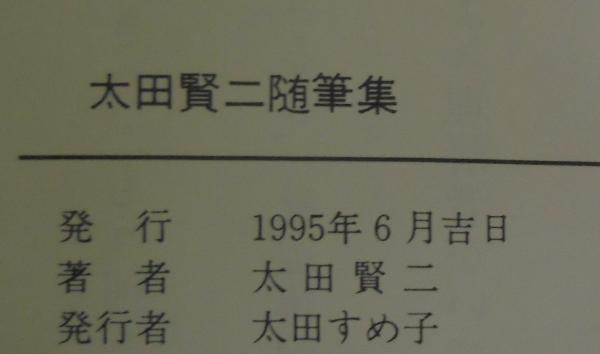 太田賢二随筆集
発 行 1995年6月吉日
著 者 太田賢二
発行者 太田すめ子